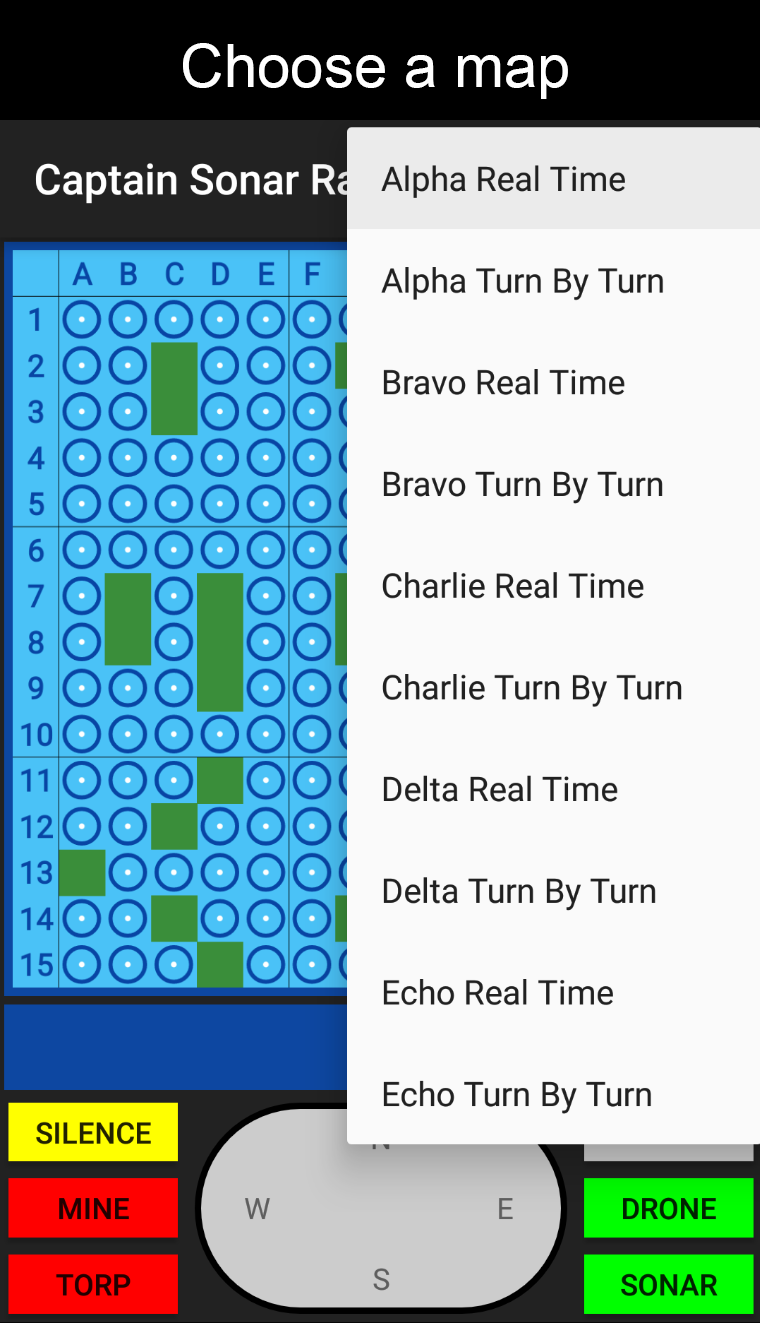 Choose a map
Captain Sonar Ra
Alpha Real Time
Alpha Turn By Turn
Bravo Real Time
Bravo Turn By Turn
Charlie Real Time
Charlie Turn By Turn
Delta Real Time
Delta Turn By Turn
Echo Real Time
Echo Turn By Turn
A B C D E F
1
2
3
4
5
6
7
8
9
10
11
12
13
14
15
SILENCE
N
MINE
W E
DRONE
TORP
S
SONAR